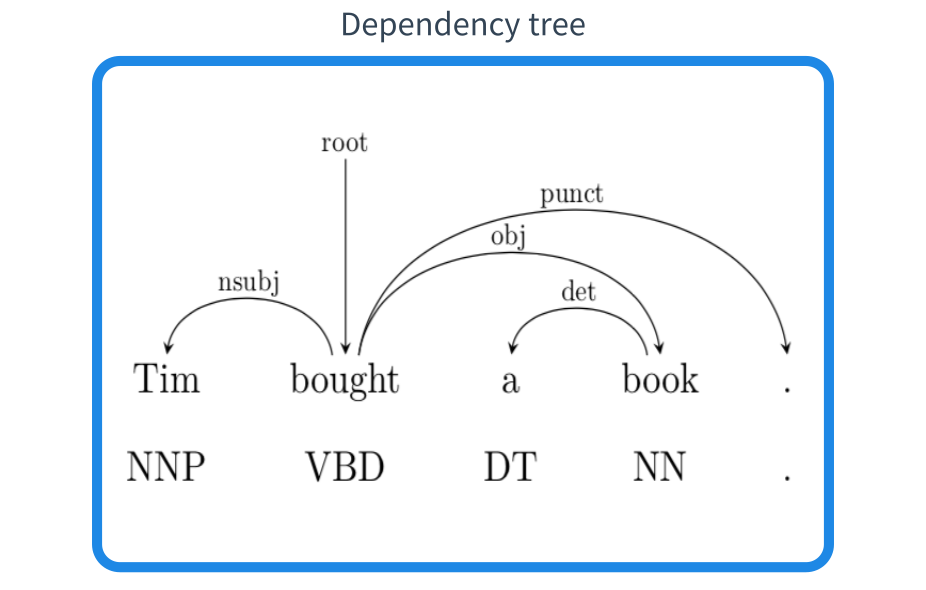 Dependency tree
root
punct
obj
nsubj
det
Tim bought a book .
NNP VBD DT NN .